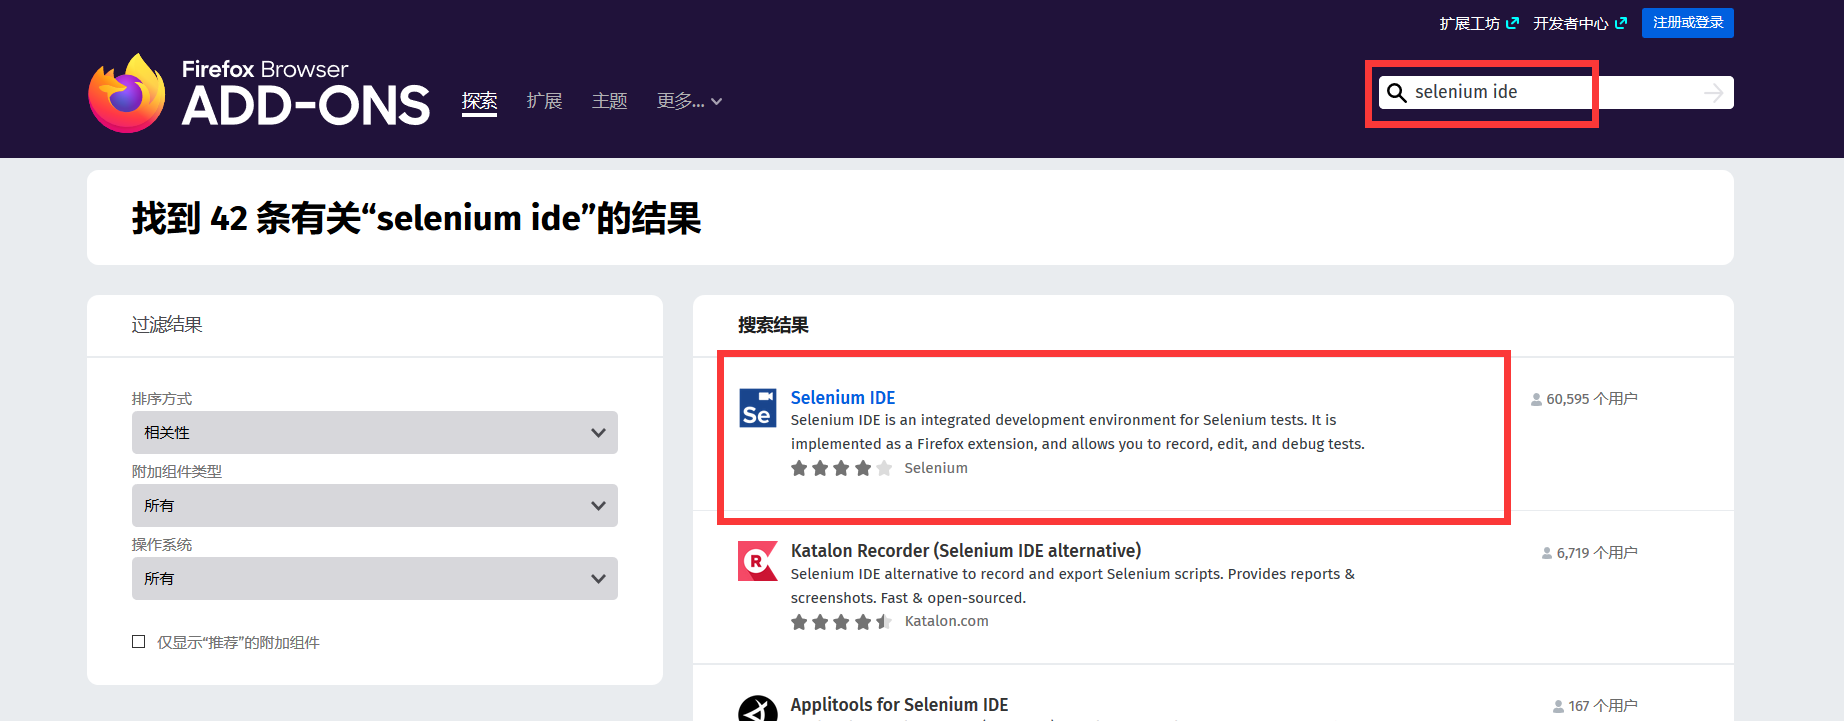 扩展工坊 开发者中心 注册或登录
Firefox Browser
ADD-ONS
探索 扩展 主题 更多...
selenium ide
找到 42 条有关“selenium ide”的结果
过滤结果
排序方式
相关性
附加组件类型
所有
操作系统
所有
仅显示“推荐”的附加组件
搜索结果
Se
Selenium IDE
60,595 个用户
Selenium IDE is an integrated development environment for Selenium tests. It is
implemented as a Firefox extension, and allows you to record, edit, and debug tests.
Selenium
R
Katalon Recorder (Selenium IDE alternative)
6,719 个用户
Selenium IDE alternative to record and export Selenium scripts. Provides reports &
screenshots. Fast & open-sourced.
Katalon.com
Applitools for Selenium IDE
167 个用户